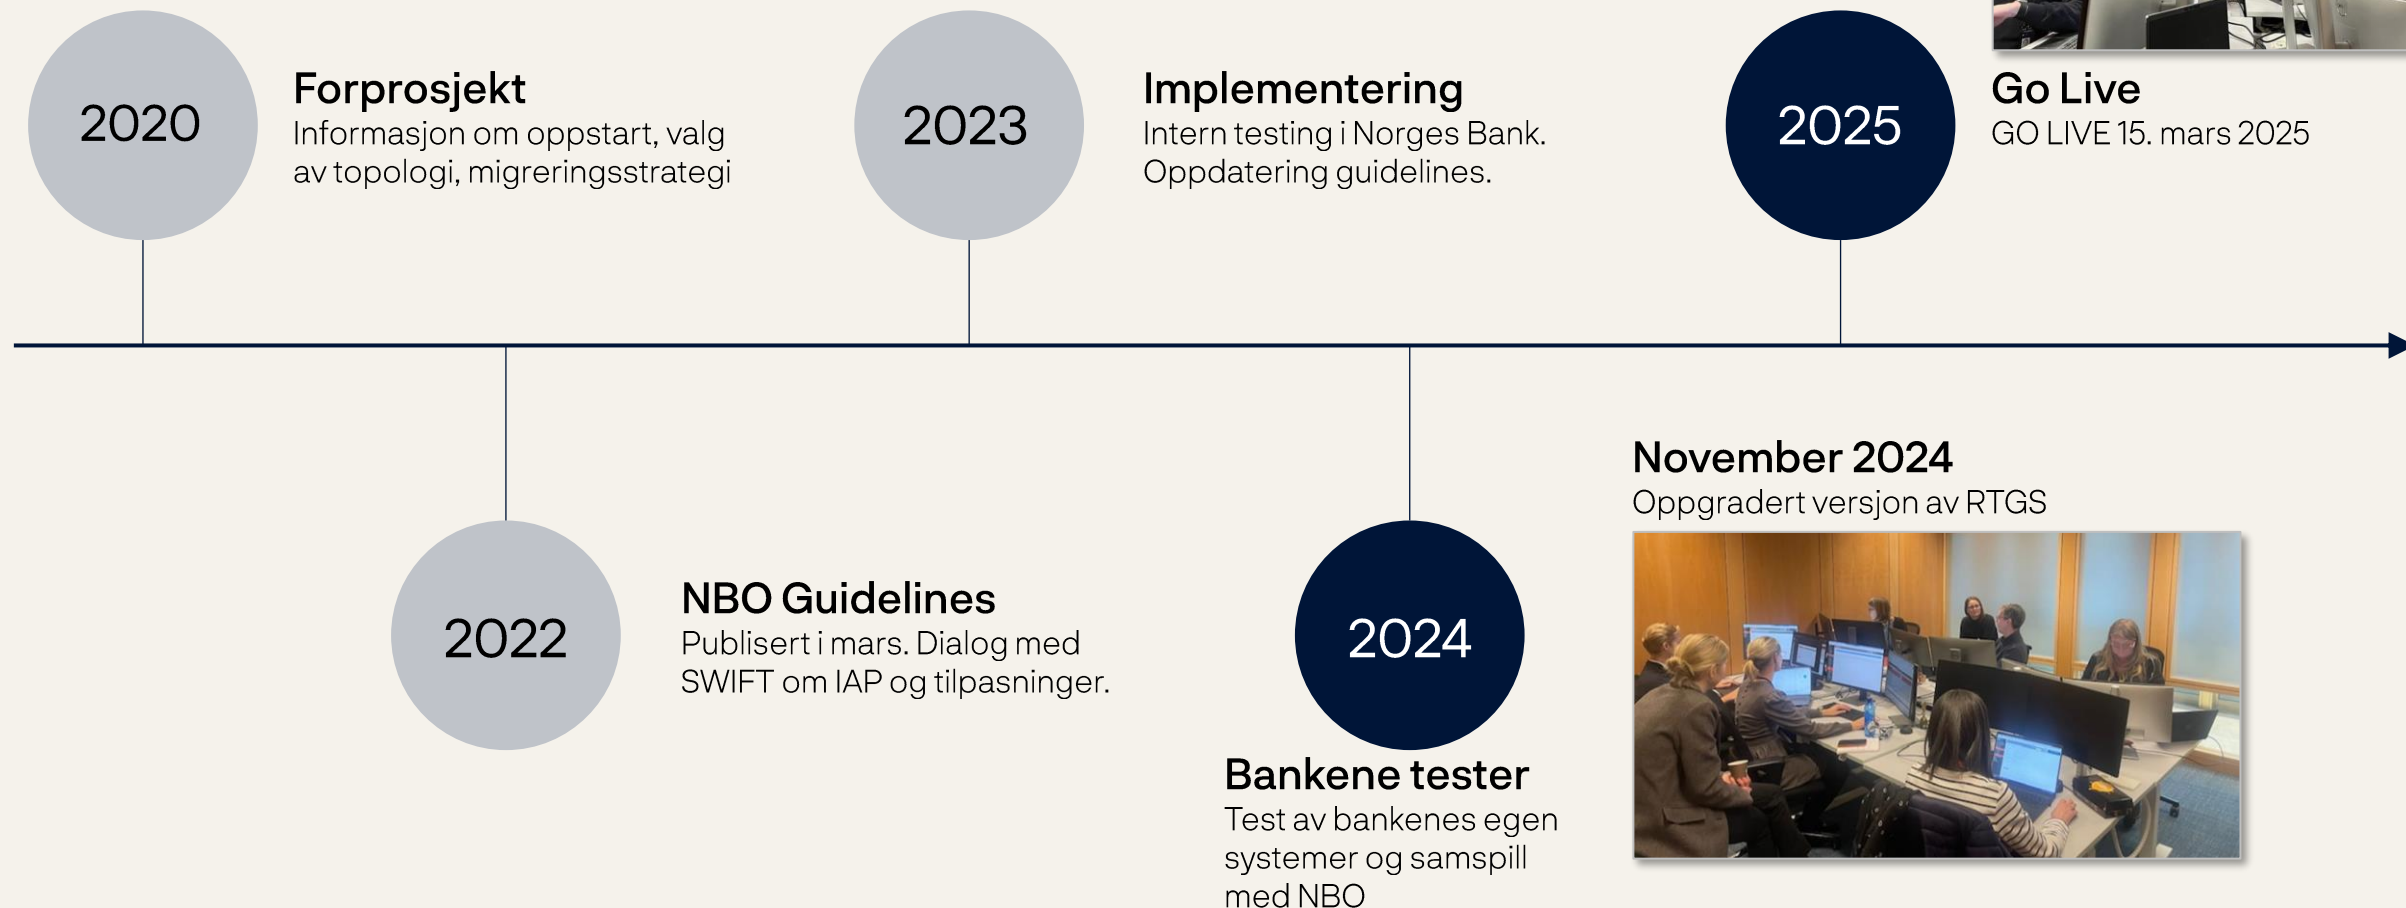 2020
Forprosjekt
Informasjon om oppstart, valg
av topologi, migreringsstrategi
2023
Implementering
Intern testing i Norges Bank.
Oppdatering guidelines.
2025
Go Live
GO LIVE 15. mars 2025
2022
NBO Guidelines
Publisert i mars. Dialog med
SWIFT om IAP og tilpasninger.
2024
Bankene tester
Test av bankenes egen
systemer og samspill
med NBO
November 2024
Oppgradert versjon av RTGS